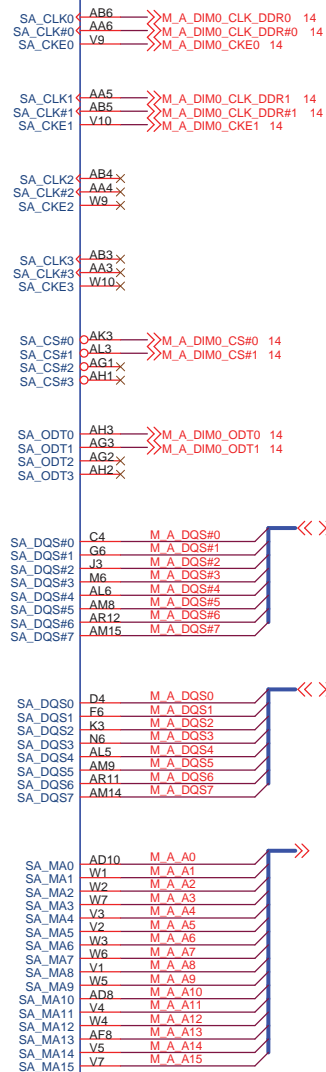 SA_CLK0 AB6 M_A_DIM0_CLK_DDR0 14
SA_CLK#0 AA6 M_A_DIM0_CLK_DDR#0 14
SA_CKE0 V9 M_A_DIM0_CKE0 14
SA_CLK1 AA5 M_A_DIM0_CLK_DDR1 14
SA_CLK#1 AB5 M_A_DIM0_CLK_DDR#1 14
SA_CKE1 V10 M_A_DIM0_CKE1 14
SA_CLK2 AB4
SA_CLK#2 AA4
SA_CKE2 W9
SA_CLK3 AB3
SA_CLK#3 AA3
SA_CKE3 W10
SA_CS#0 AK3 M_A_DIM0_CS#0 14
SA_CS#1 AL3 M_A_DIM0_CS#1 14
SA_CS#2 AG1
SA_CS#3 AH1
SA_ODT0 AH3 M_A_DIM0_ODT0 14
SA_ODT1 AG3 M_A_DIM0_ODT1 14
SA_ODT2 AG2
SA_ODT3 AH2
SA_DQS#0 C4 M_A_DQS#0
SA_DQS#1 G6 M_A_DQS#1
SA_DQS#2 J3 M_A_DQS#2
SA_DQS#3 M6 M_A_DQS#3
SA_DQS#4 AL6 M_A_DQS#4
SA_DQS#5 AM8 M_A_DQS#5
SA_DQS#6 AR12 M_A_DQS#6
SA_DQS#7 AM15 M_A_DQS#7
SA_DQS0 D4 M_A_DQS0
SA_DQS1 F6 M_A_DQS1
SA_DQS2 K3 M_A_DQS2
SA_DQS3 N6 M_A_DQS3
SA_DQS4 AL5 M_A_DQS4
SA_DQS5 AM9 M_A_DQS5
SA_DQS6 AR11 M_A_DQS6
SA_DQS7 AM14 M_A_DQS7
SA_MA0 AD10 M_A_A0
SA_MA1 W1 M_A_A1
SA_MA2 W2 M_A_A2
SA_MA3 W7 M_A_A3
SA_MA4 V3 M_A_A4
SA_MA5 V2 M_A_A5
SA_MA6 W3 M_A_A6
SA_MA7 W6 M_A_A7
SA_MA8 V1 M_A_A8
SA_MA9 W5 M_A_A9
SA_MA10 AD8 M_A_A10
SA_MA11 V4 M_A_A11
SA_MA12 W4 M_A_A12
SA_MA13 AF8 M_A_A13
SA_MA14 V5 M_A_A14
SA_MA15 V7 M_A_A15